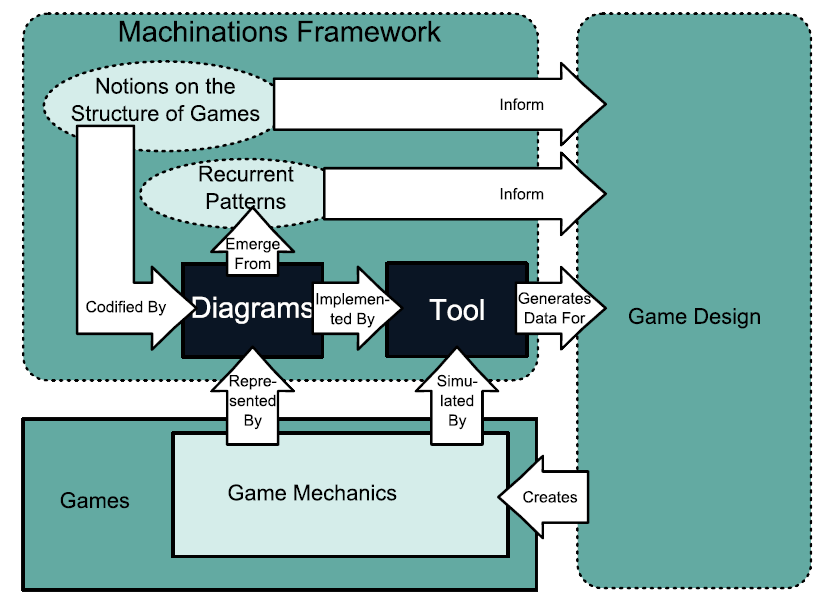 Machinations Framework
Notions on the
Structure of Games
Inform
Recurrent
Patterns
Inform
Emerge
From
Codified By
Diagrams
Implemen-
ted By
Tool
Generates
Data For
Game Design
Repre-
sented
By
Simu-
lated
By
Games
Game Mechanics
Creates